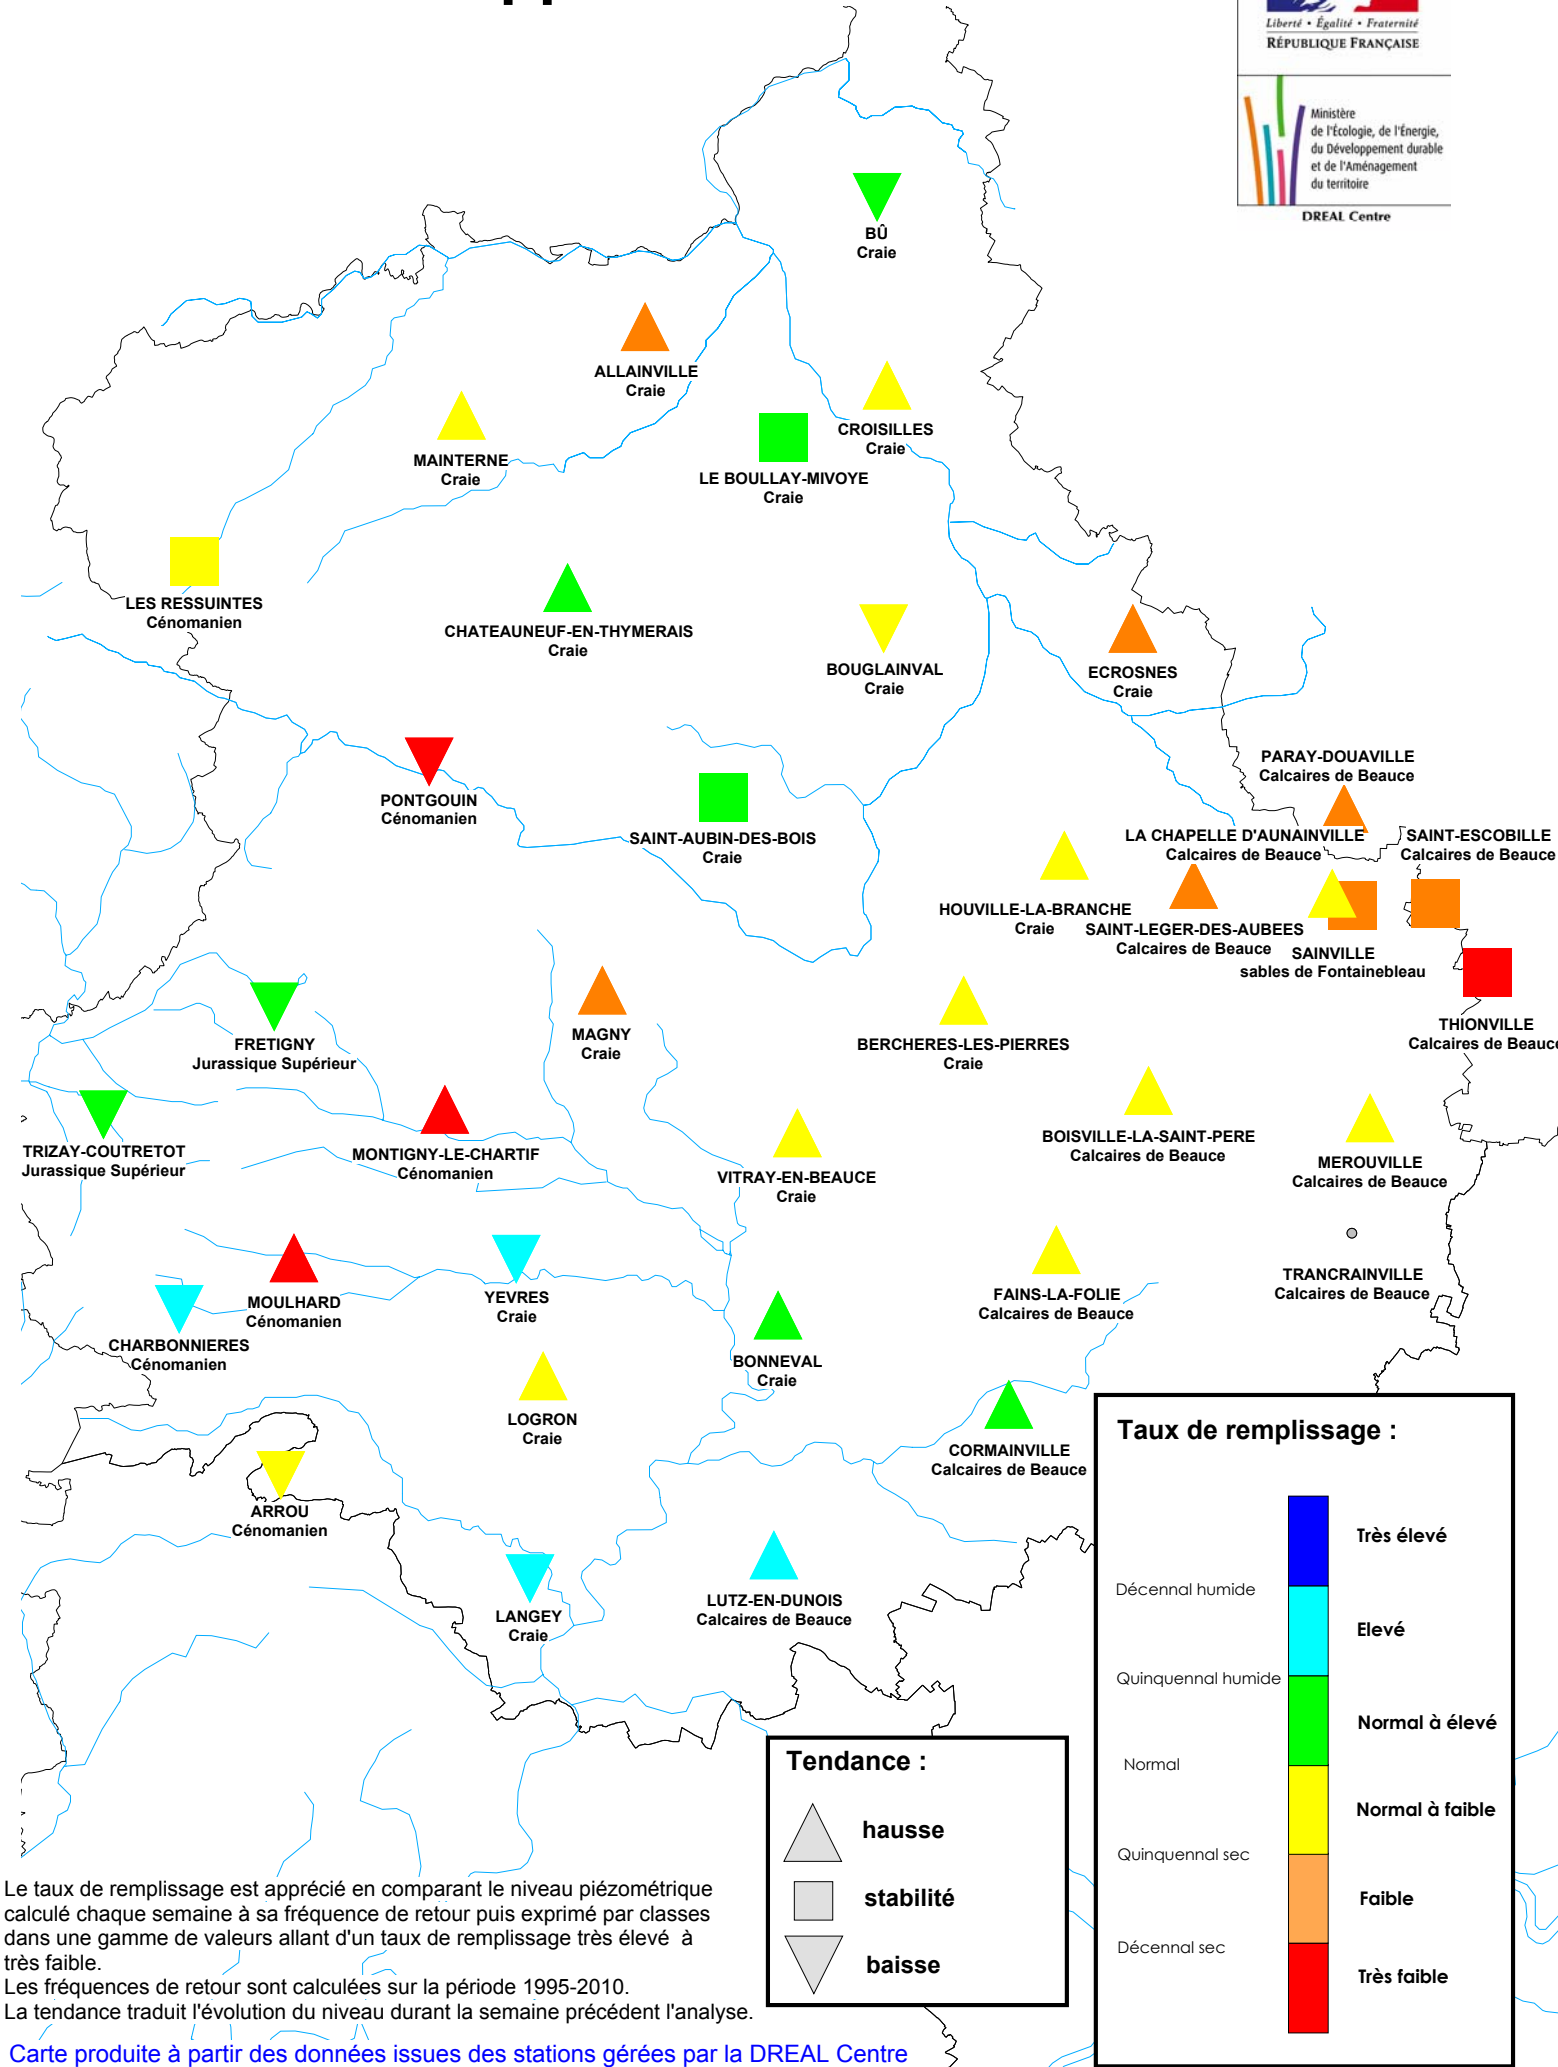 Liberté • Égalité • Fraternité
RÉPUBLIQUE FRANÇAISE
Ministère
de l'Écologie, de l'Énergie,
du Développement durable
et de l'Aménagement
du territoire
DREAL Centre
BÛ
Craie
ALLAINVILLE
Craie
CROISILLES
Craie
MAINTERNE
Craie
LE BOULLAY-MIVOYE
Craie
LES RESSUINTES
Cénomanien
CHATEAUNEUF-EN-THYMERAIS
Craie
BOUGLAINVAL
Craie
ECROSNES
Craie
PARAY-DOUAVILLE
Calcaires de Beauce
PONTGOUIN
Cénomanien
SAINT-AUBIN-DES-BOIS
Craie
LA CHAPELLE D'AUNAINVILLE
Calcaires de Beauce
SAINT-ESCOBILLE
Calcaires de Beauce
HOUVILLE-LA-BRANCHE
Craie
SAINT-LEGER-DES-AUBEES
Calcaires de Beauce
SAINVILLE
sables de Fontainebleau
THIONVILLE
Calcaires de Beauce
FRETIGNY
Jurassique Supérieur
MAGNY
Craie
BERCHERES-LES-PIERRES
Craie
TRIZAY-COUTRETOT
Jurassique Supérieur
MONTIGNY-LE-CHARTIF
Cénomanien
VITRAY-EN-BEAUCE
Craie
BOISVILLE-LA-SAINT-PERE
Calcaires de Beauce
MEROUVILLE
Calcaires de Beauce
MOULHARD
Cénomanien
YEVRES
Craie
FAINS-LA-FOLIE
Calcaires de Beauce
TRANCRAINVILLE
Calcaires de Beauce
CHARBONNIERES
Cénomanien
BONNEVAL
Craie
LOGRON
Craie
CORMAINVILLE
Calcaires de Beauce
ARROU
Cénomanien
LANGEY
Craie
LUTZ-EN-DUNOIS
Calcaires de Beauce
Taux de remplissage :
Très élevé
Décennal humide
Elevé
Quinquennal humide
Normal à élevé
Normal
Normal à faible
Quinquennal sec
Faible
Décennal sec
Très faible
Tendance :
hausse
stabilité
baisse
Le taux de remplissage est apprécié en comparant le niveau piézométrique
calculé chaque semaine à sa fréquence de retour puis exprimé par classes
dans une gamme de valeurs allant d'un taux de remplissage très élevé à
très faible.
Les fréquences de retour sont calculées sur la période 1995-2010.
La tendance traduit l'évolution du niveau durant la semaine précédent l'analyse.
Carte produite à partir des données issues des stations gérées par la DREAL Centre